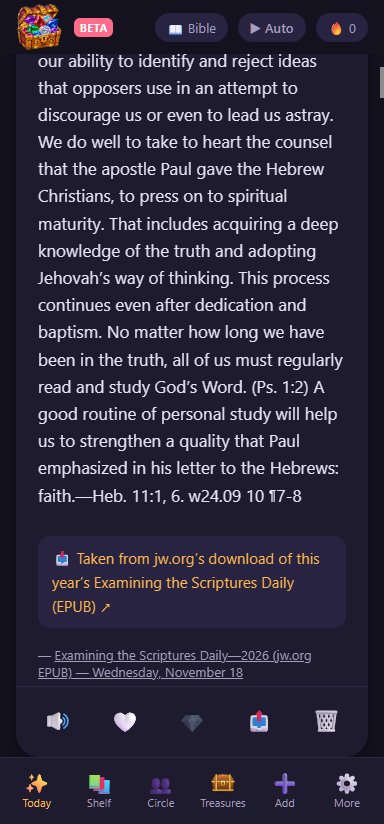 BETA
Bible
Auto
0
our ability to identify and reject ideas
that opposers use in an attempt to
discourage us or even to lead us astray.
We do well to take to heart the counsel
that the apostle Paul gave the Hebrew
Christians, to press on to spiritual
maturity. That includes acquiring a deep
knowledge of the truth and adopting
Jehovah’s way of thinking. This process
continues even after dedication and
baptism. No matter how long we have
been in the truth, all of us must regularly
read and study God’s Word. (Ps. 1:2) A
good routine of personal study will help
us to strengthen a quality that Paul
emphasized in his letter to the Hebrews:
faith.—Heb. 11:1, 6. w24.09 10 ¶7-8
Taken from jw.org’s download of this
year’s Examining the Scriptures Daily
(EPUB) ↗
— Examining the Scriptures Daily—2026 (jw.org
EPUB) — Wednesday, November 18
Today
Shelf
Circle
Treasures
Add
More